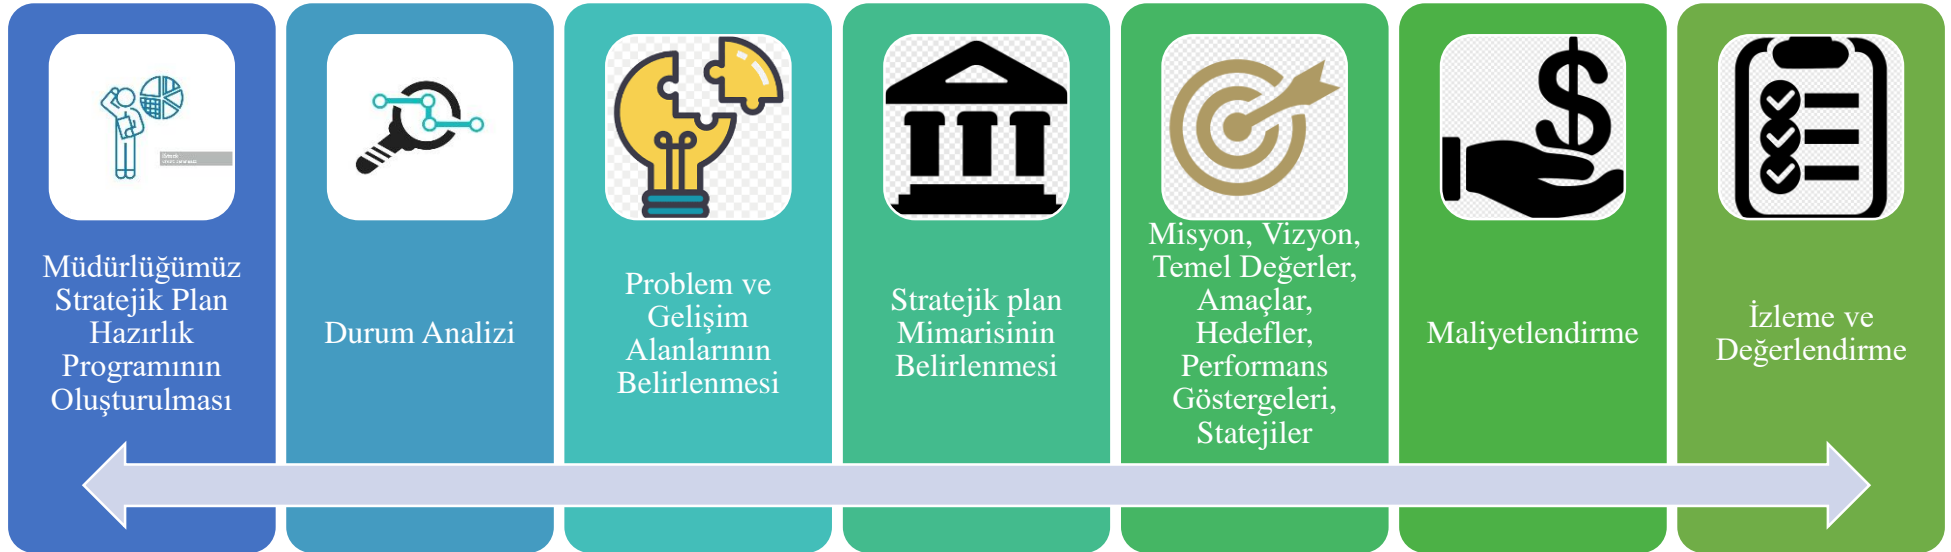 Müdürlüğümüz
Stratejik Plan
Hazırlık
Programının
Oluşturulması
Durum Analizi
Problem ve
Gelişim
Alanlarının
Belirlenmesi
Stratejik plan
Mimarisinin
Belirlenmesi
Misyon, Vizyon,
Temel Değerler,
Amaçlar,
Hedefler,
Performans
Göstergeleri,
Statejiler
Maliyetlendirme
İzleme ve
Değerlendirme